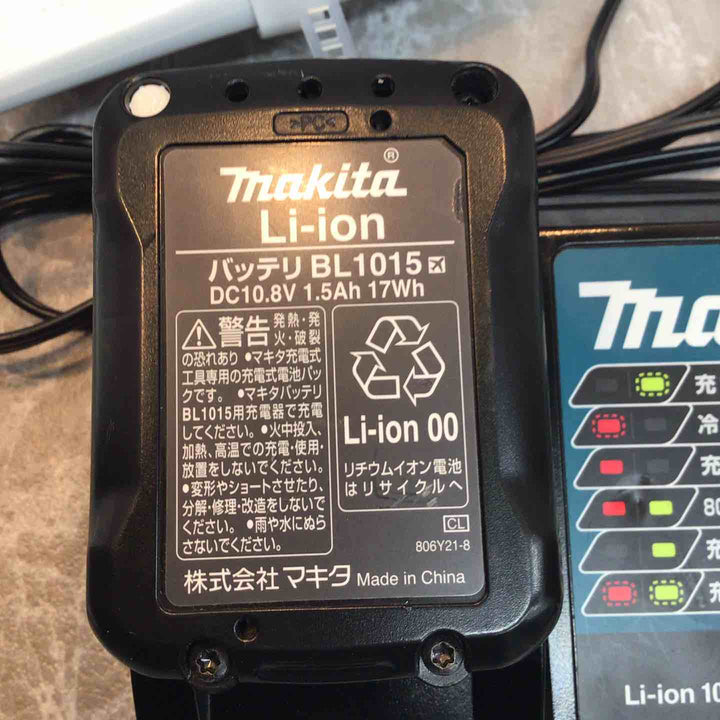 >PC<
makita®
Li-ion
バッテリ BL1015
DC10.8V 1.5Ah 17Wh
警告 発熱・発
火・破裂
の恐れあり •マキタ充電式
工具専用の充電式電池パッ
クです。 •マキタバッテリ
BL1015用充電器で充電
してください。 •火中投入、
加熱、高温での充電・使用・
放置をしないでください。
•変形やショートさせたり、
分解・修理・改造をしないで
ください。 •雨や水にぬら
さないでください。
Li-ion 00
リチウムイオン電池
はリサイクルへ
CL
806Y21-8
株式会社 マキタ Made in China
充
冷
充
80
充
充
Li-ion 10